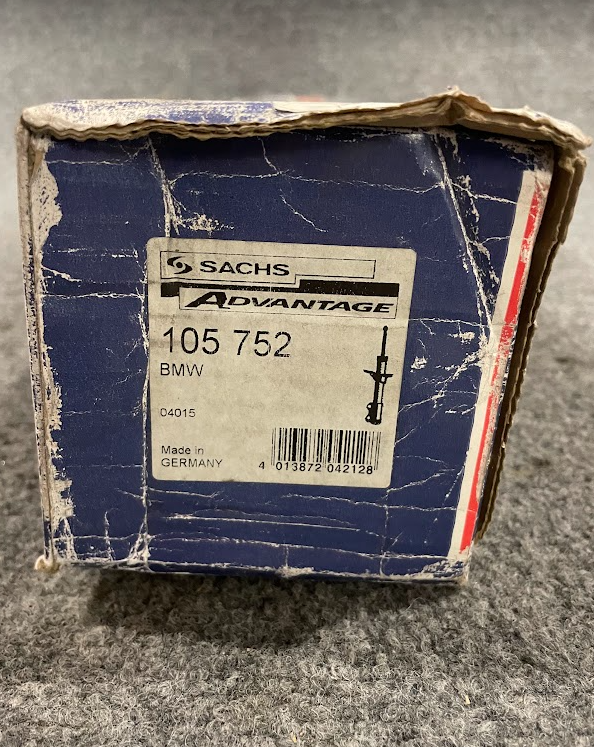 SACHS
ADVANTAGE
105 752
BMW
04015
Made in
GERMANY
4 013872 042128